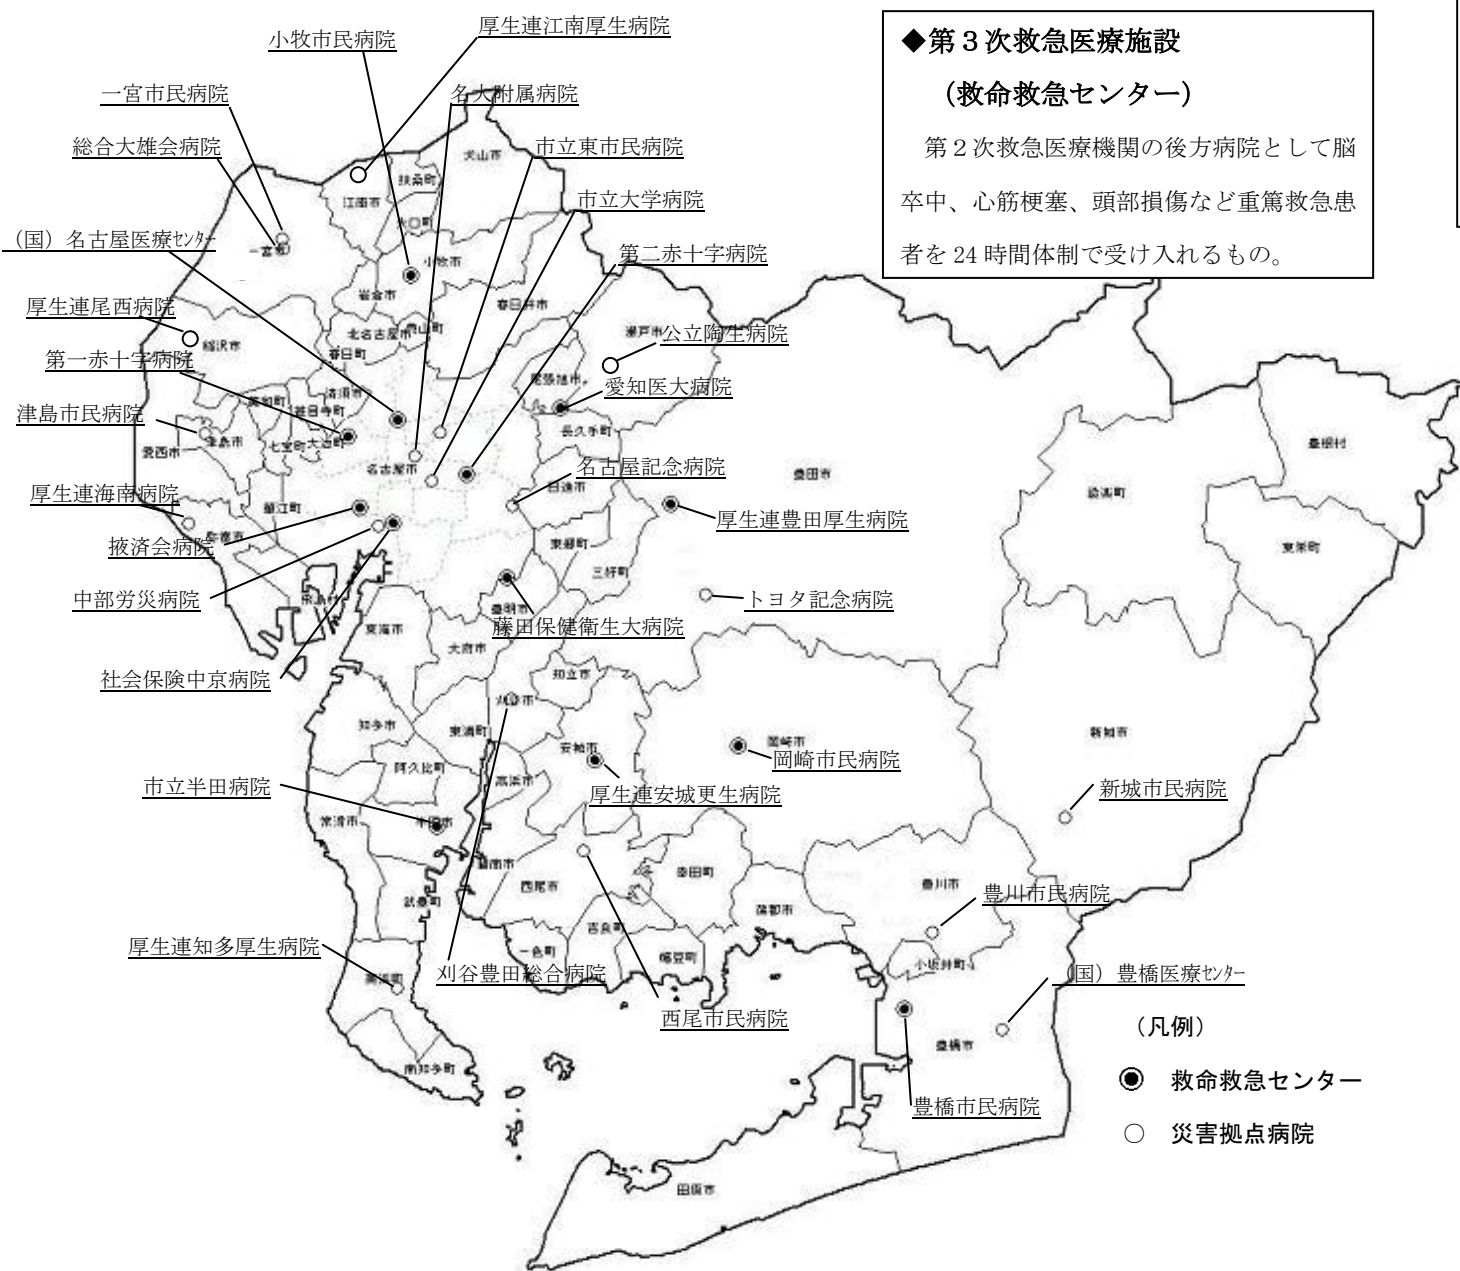 ◆第３次救急医療施設
（救命救急センター）
第２次救急医療機関の後方病院として脳
卒中、心筋梗塞、頭部損傷など重篤救急患
者を24時間体制で受け入れるもの。
厚生連江南厚生病院
小牧市民病院
一宮市民病院
名大附属病院
総合大雄会病院
市立東市民病院
市立大学病院
（国）名古屋医療センター
第二赤十字病院
厚生連尾西病院
公立陶生病院
第一赤十字病院
愛知医大病院
津島市民病院
名古屋記念病院
厚生連海南病院
厚生連豊田厚生病院
掖済会病院
中部労災病院
トヨタ記念病院
藤田保健衛生大病院
社会保険中京病院
岡崎市民病院
市立半田病院
厚生連安城更生病院
新城市民病院
豊川市民病院
厚生連知多厚生病院
刈谷豊田総合病院
（国）豊橋医療センター
西尾市民病院
豊橋市民病院
（凡例）
救命救急センター
災害拠点病院
犬山市
扶桑町
江南市
小牧市
岩倉市
春日井市
北名古屋市
瀬戸市
稲沢市
春日町
尾張旭市
清須市
甚目寺町
長久手町
七宝町
大治町
津島市
愛西市
名古屋市
豊田市
日進市
設楽町
豊根村
蟹江町
東郷町
東栄町
三好町
豊明市
東海市
大府市
知立市
刈谷市
知多市
東浦町
安城市
岡崎市
新城市
阿久比町
高浜市
常滑市
半田市
碧南市
西尾市
幸田町
豊川市
武豊町
蒲郡市
吉良町
一色町
幡豆町
小坂井町
美浜町
豊橋市
南知多町
田原市